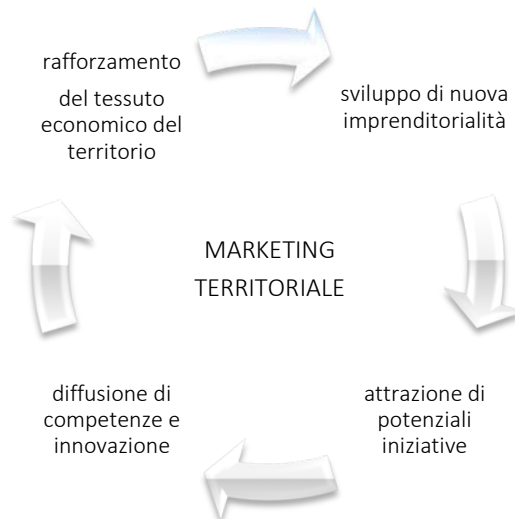 rafforzamento
del tessuto
economico del
territorio
sviluppo di nuova
imprenditorialità
MARKETING
TERRITORIALE
diffusione di
competenze e
innovazione
attrazione di
potenziali
iniziative